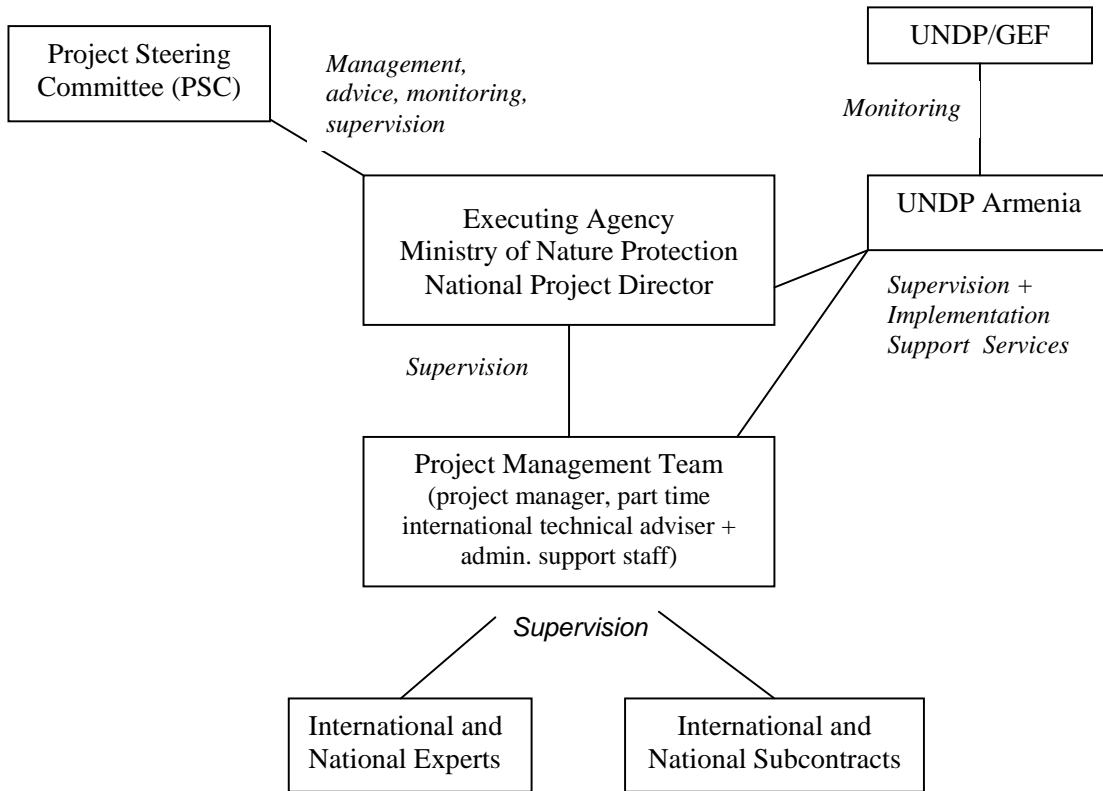 Project Steering
Committee (PSC)
Management,
advice, monitoring,
supervision
UNDP/GEF
Monitoring
UNDP Armenia
Executing Agency
Ministry of Nature Protection
National Project Director
Supervision +
Implementation
Support Services
Supervision
Project Management Team
(project manager, part time
international technical adviser +
admin. support staff)
Supervision
International and
National Experts
International and
National Subcontracts